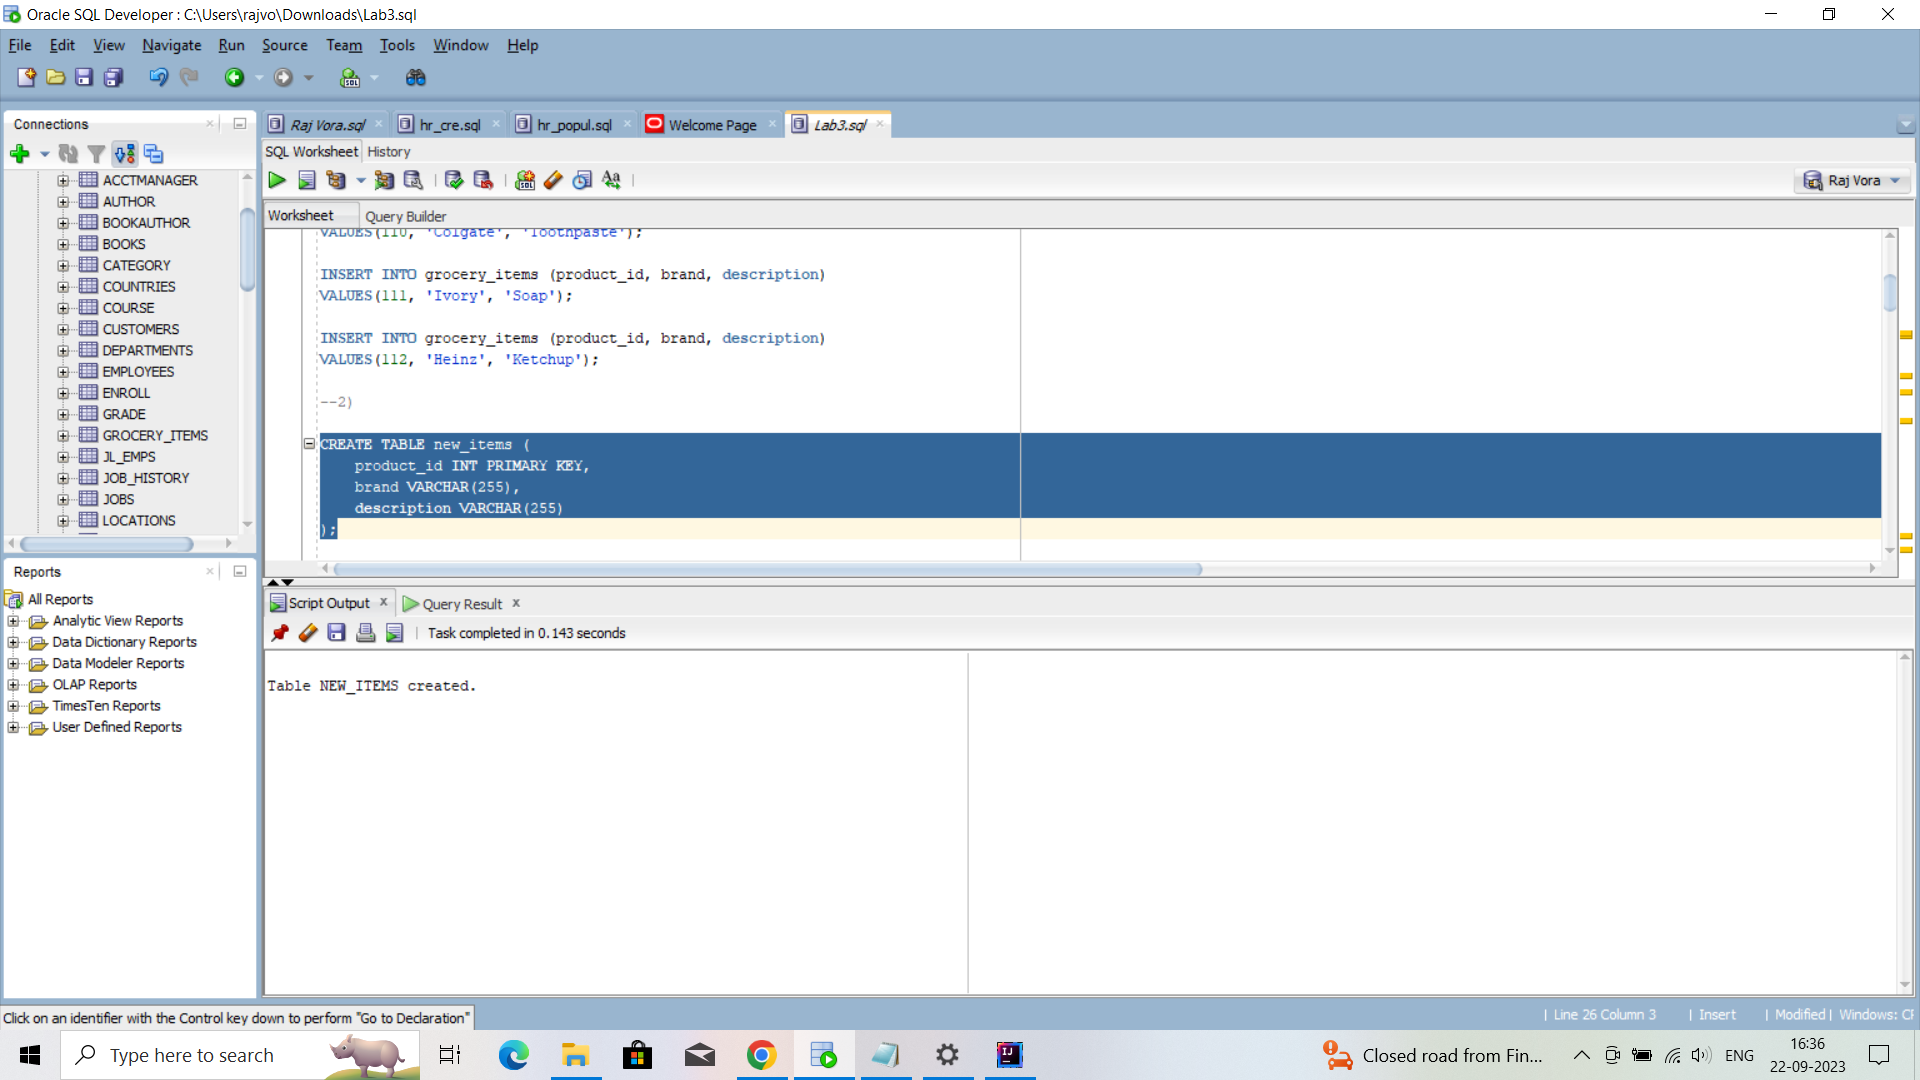 Oracle SQL Developer : C:\Users\rajvo\Downloads\Lab3.sql
File Edit View Navigate Run Source Team Tools Window Help
Connections
ACCTMANAGER
AUTHOR
BOOKAUTHOR
BOOKS
CATEGORY
COUNTRIES
COURSE
CUSTOMERS
DEPARTMENTS
EMPLOYEES
ENROLL
GRADE
GROCERY_ITEMS
JL_EMPS
JOB_HISTORY
JOBS
LOCATIONS
Reports
All Reports
Analytic View Reports
Data Dictionary Reports
Data Modeler Reports
OLAP Reports
TimesTen Reports
User Defined Reports
Raj Vora.sql hr_cre.sql hr_popul.sql Welcome Page Lab3.sql
SQL Worksheet History
Raj Vora
Worksheet Query Builder
VALUES(110, 'Colgate', 'Toothpaste');
INSERT INTO grocery_items (product_id, brand, description)
VALUES(111, 'Ivory', 'Soap');
INSERT INTO grocery_items (product_id, brand, description)
VALUES(112, 'Heinz', 'Ketchup');
--2)
CREATE TABLE new_items (
product_id INT PRIMARY KEY,
brand VARCHAR(255),
description VARCHAR(255)
);
Script Output Query Result
Task completed in 0.143 seconds
Table NEW_ITEMS created.
Click on an identifier with the Control key down to perform "Go to Declaration"
Line 26 Column 3 Insert Modified Windows: CR
Type here to search
Closed road from Fin...
ENG
16:36
22-09-2023